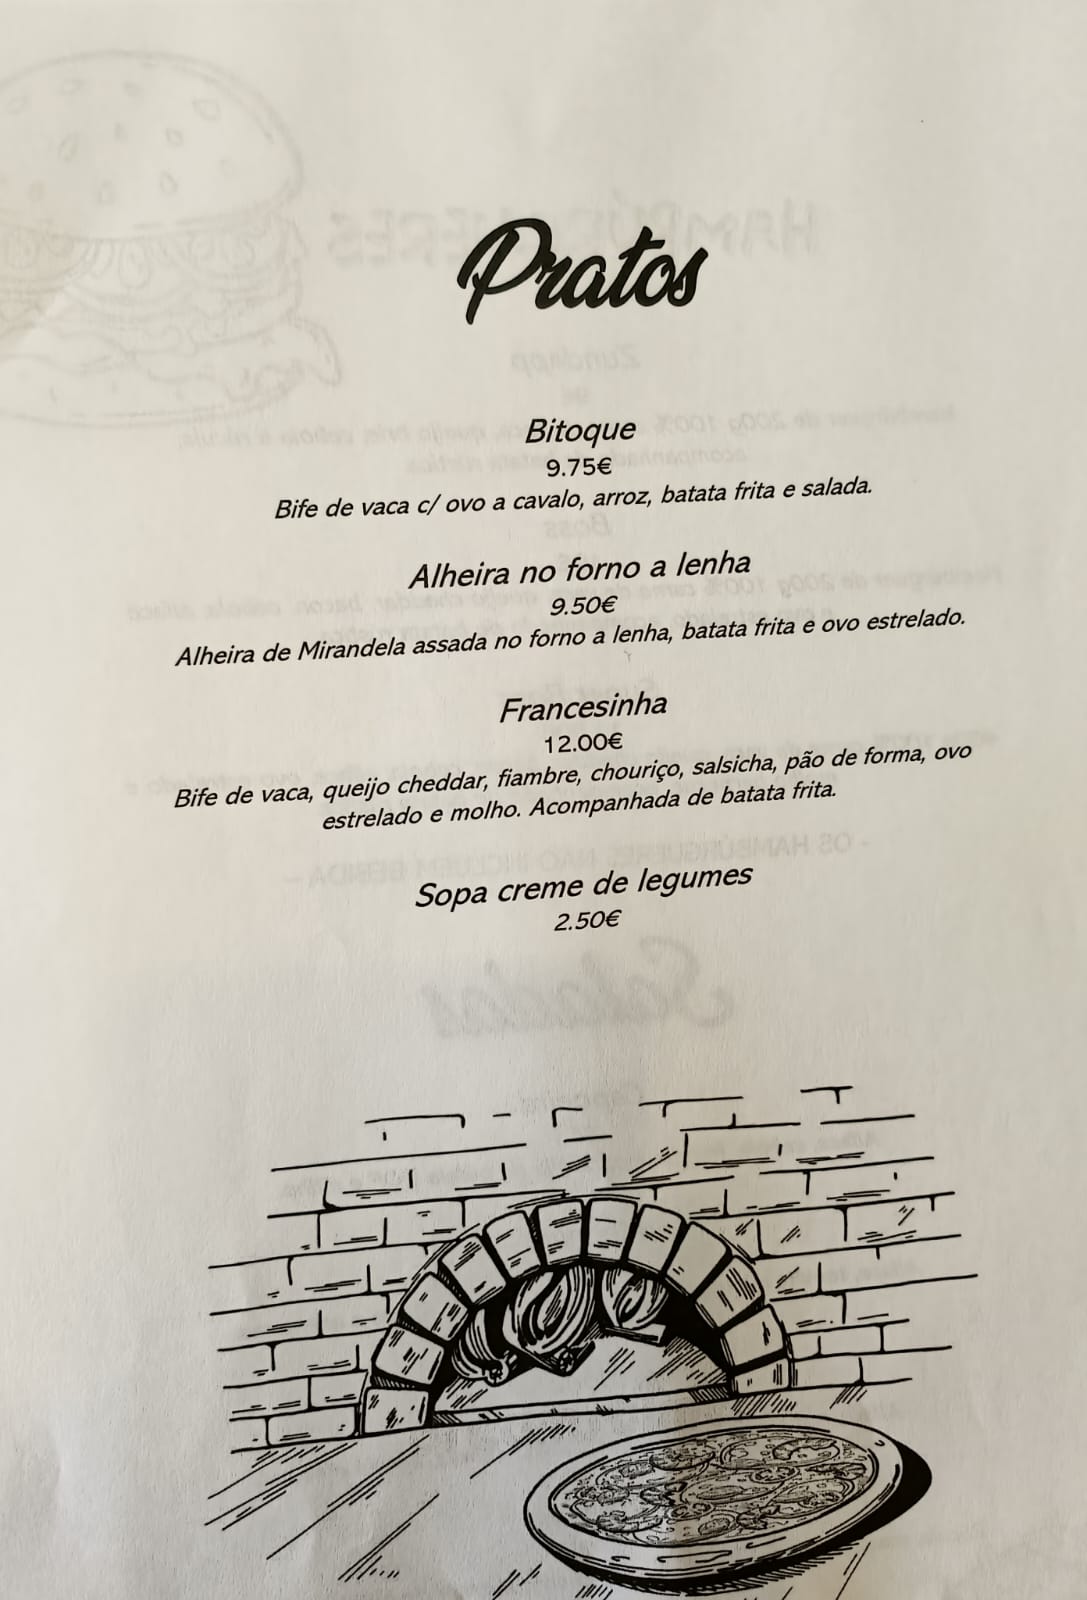 Pratos
Bitoque
9.75€
Bife de vaca c/ ovo a cavalo, arroz, batata frita e salada.
Alheira no forno a lenha
9.50€
Alheira de Mirandela assada no forno a lenha, batata frita e ovo estrelado.
Francesinha
12.00€
Bife de vaca, queijo cheddar, fiambre, chouriço, salsicha, pão de forma, ovo
estrelado e molho. Acompanhada de batata frita.
Sopa creme de legumes
2.50€